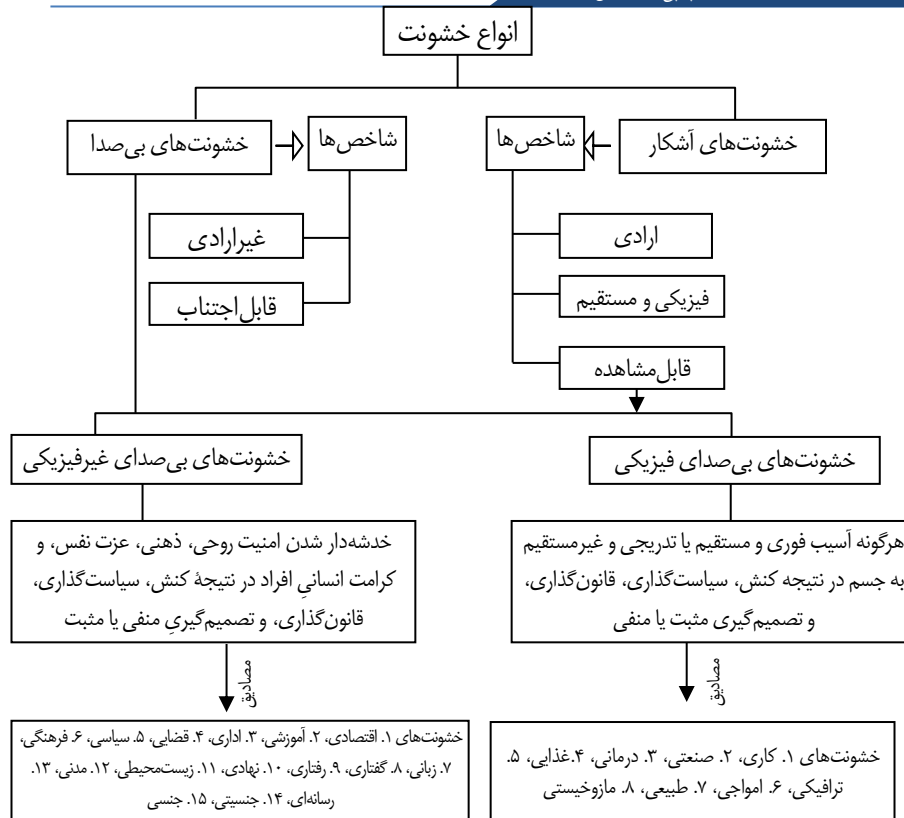 انواع خشونت
خشونت‌های آشکار
شاخص‌ها
شاخص‌ها
خشونت‌های بی‌صدا
ارادی
غیرارادی
فیزیکی و مستقیم
قابل‌اجتناب
قابل‌مشاهده
خشونت‌های بی‌صدای فیزیکی
خشونت‌های بی‌صدای غیرفیزیکی
هرگونه آسیب فوری و مستقیم یا تدریجی و غیرمستقیم
به جسم در نتیجه کنش، سیاست‌گذاری، قانون‌گذاری،
و تصمیم‌گیری مثبت یا منفی
خدشه‌دار شدن امنیت روحی، ذهنی، عزت نفس، و
کرامت انسانیِ افراد در نتیجۀ کنش، سیاست‌گذاری،
قانون‌گذاری، و تصمیم‌گیریِ منفی یا مثبت
مصادیق
مصادیق
خشونت‌های ۱. کاری، ۲. صنعتی، ۳. درمانی، ۴.غذایی، ۵.
ترافیکی، ۶. امواجی، ۷. طبیعی، ۸. مازوخیستی
خشونت‌های ۱. اقتصادی، ۲. آموزشی، ۳. اداری، ۴. قضایی، ۵. سیاسی، ۶. فرهنگی،
۷. زبانی، ۸. گفتاری، ۹. رفتاری، ۱۰. نهادی، ۱۱. زیست‌محیطی، ۱۲. مدنی، ۱۳.
رسانه‌ای، ۱۴. جنسیتی، ۱۵. جنسی